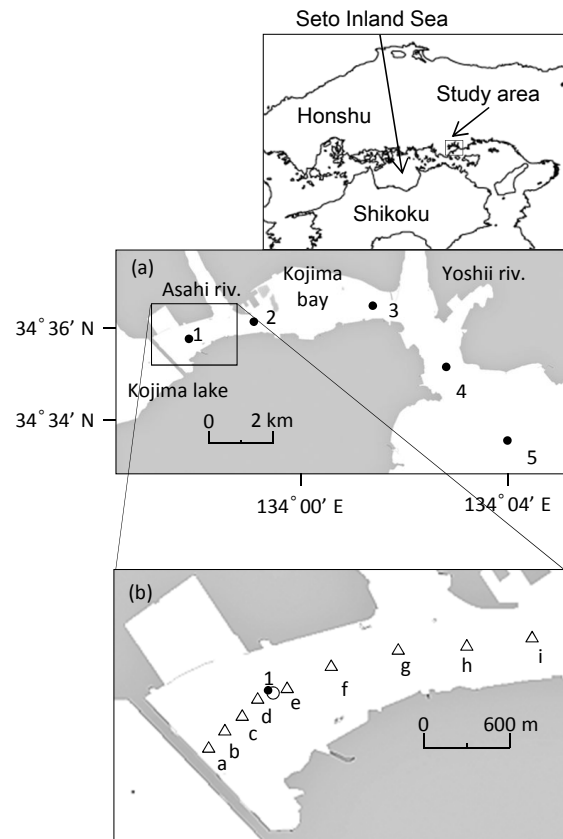 Seto Inland Sea
Honshu
Study area
Shikoku
(a)
Asahi riv.
Kojima
bay
Yoshii riv.
34˚36′ N
1
2
3
4
Kojima lake
34˚34′ N
0
2 km
5
134˚00′ E
134˚04′ E
(b)
1
a
b
c
d
e
f
g
h
i
0
600 m